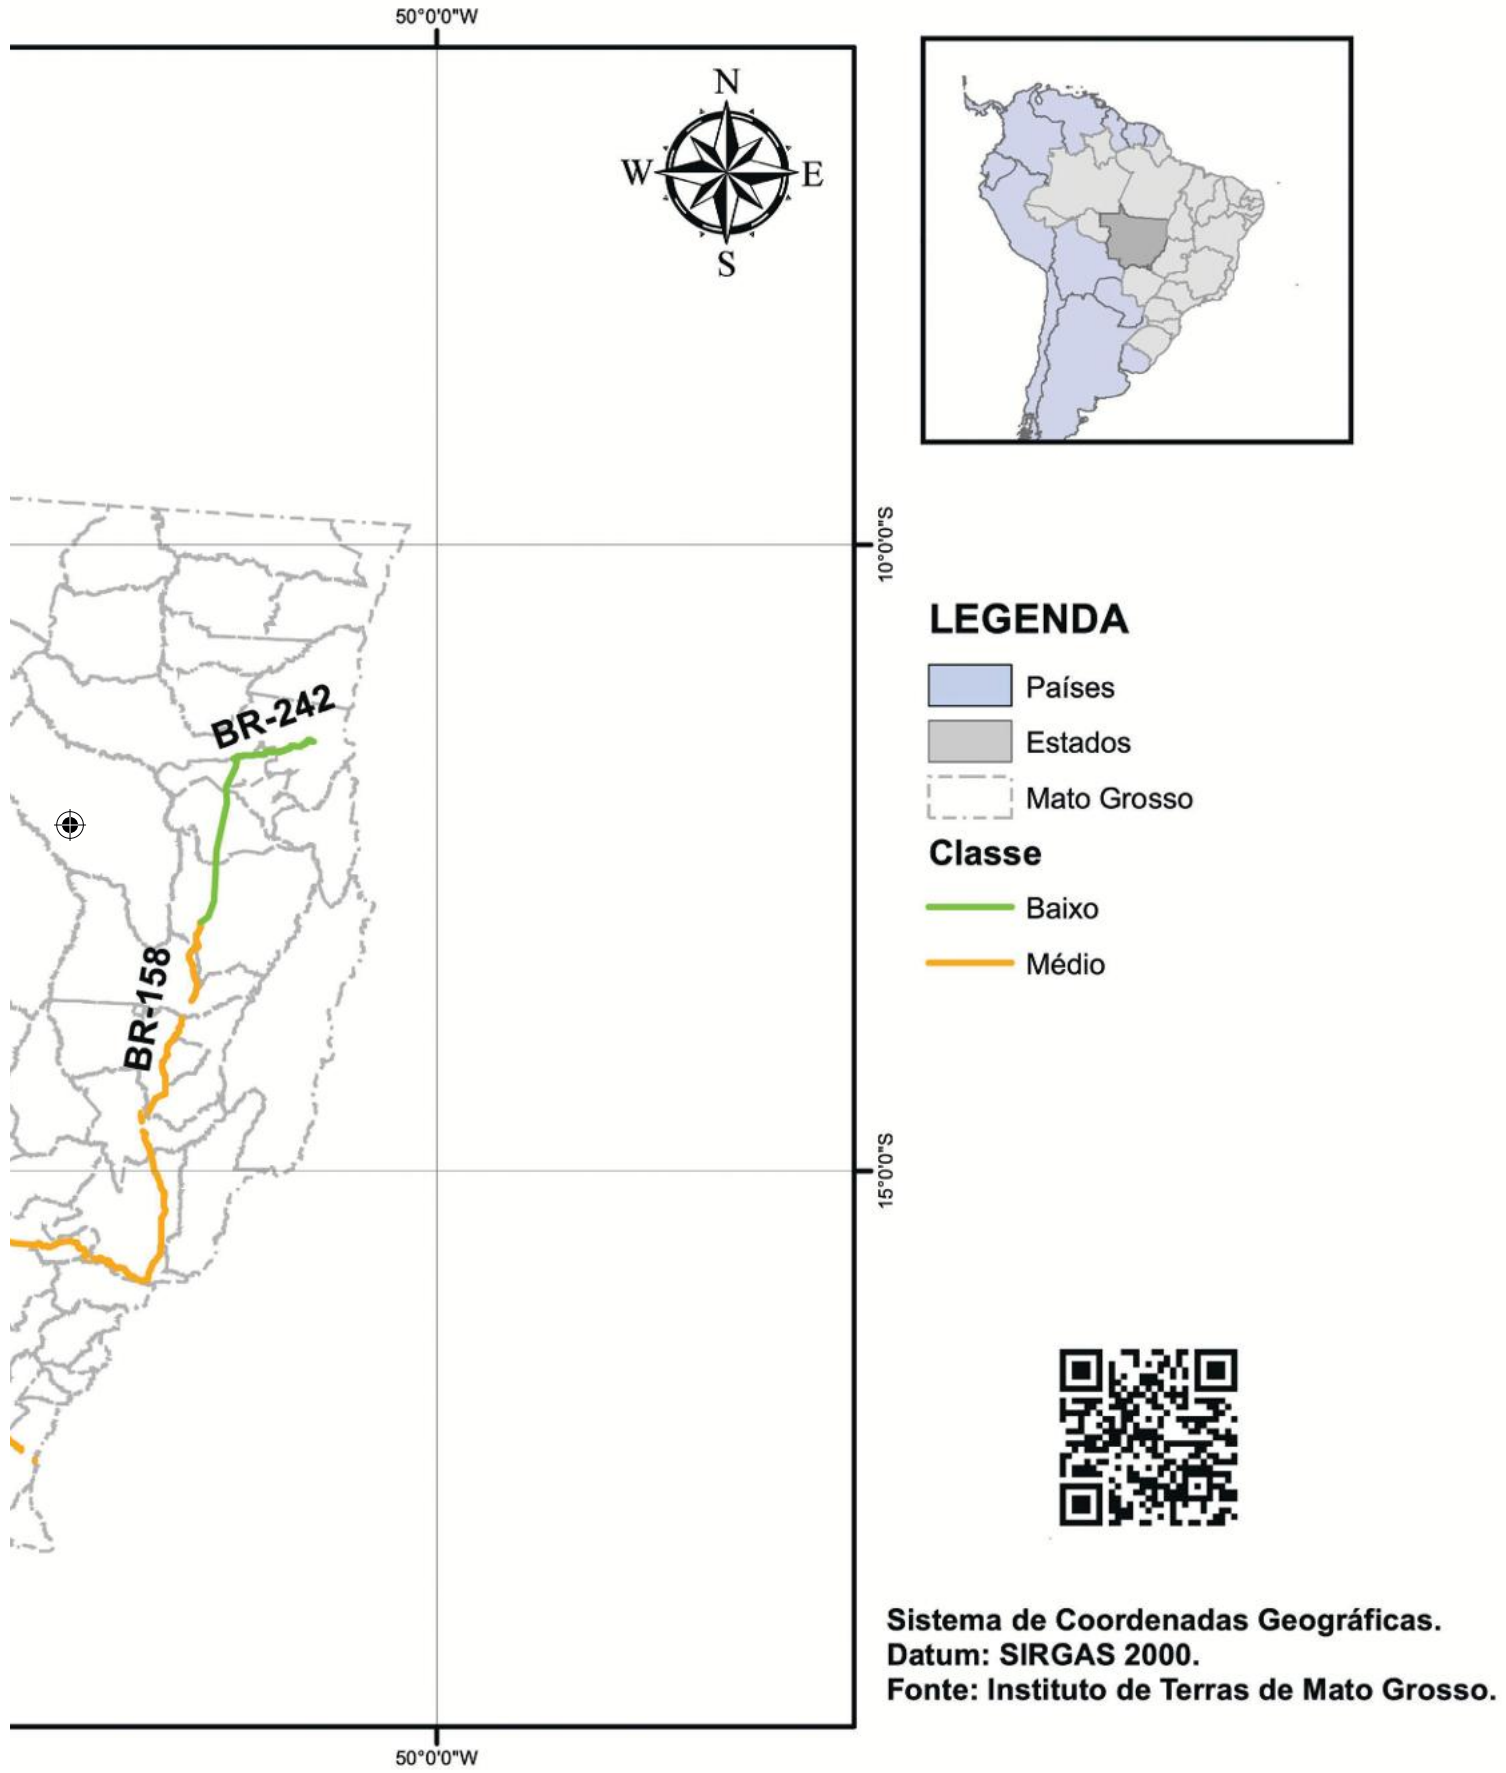 50°0'0"W
N
W E
S
10°0'0"S
LEGENDA
Países
Estados
Mato Grosso
Classe
Baixo
Médio
BR-242
BR-158
15°0'0"S
Sistema de Coordenadas Geográficas.
Datum: SIRGAS 2000.
Fonte: Instituto de Terras de Mato Grosso.
50°0'0"W